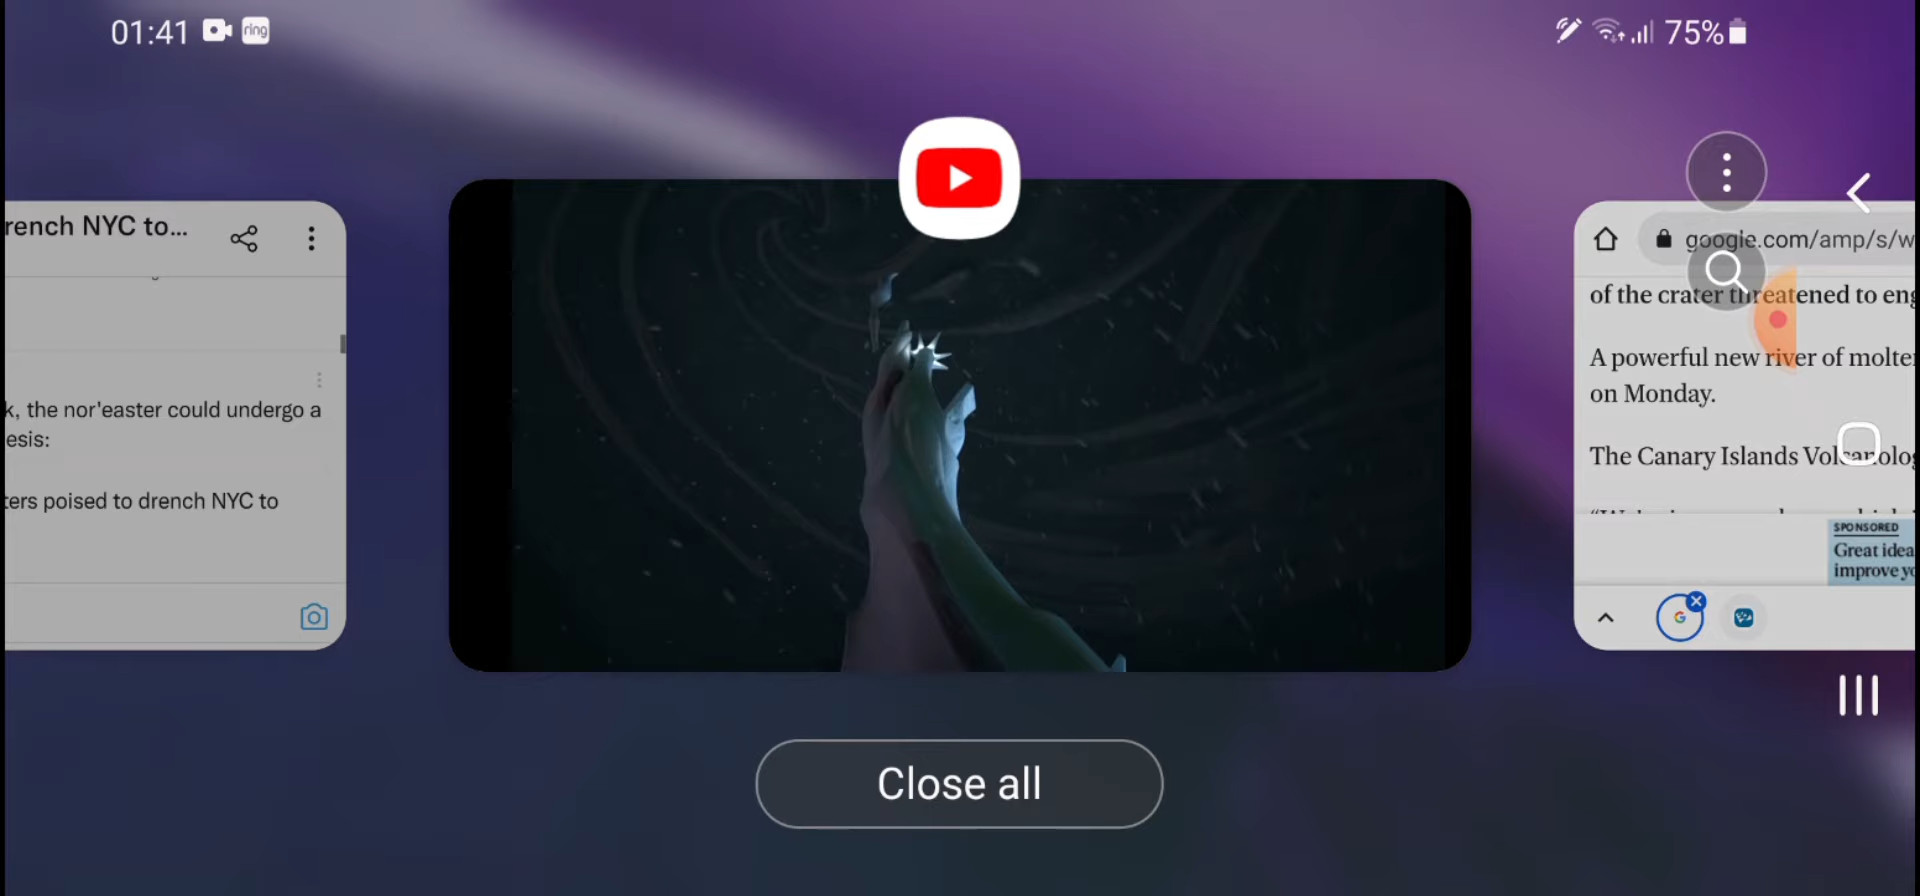 01:41
ring
75%
rench NYC to...
k, the nor'easter could undergo a
esis:
ters poised to drench NYC to
google.com/amp/s/w
of the crater threatened to eng
A powerful new river of molte
on Monday.
The Canary Islands Volcanolog
SPONSORED
Great idea
improve yo
G
Close all